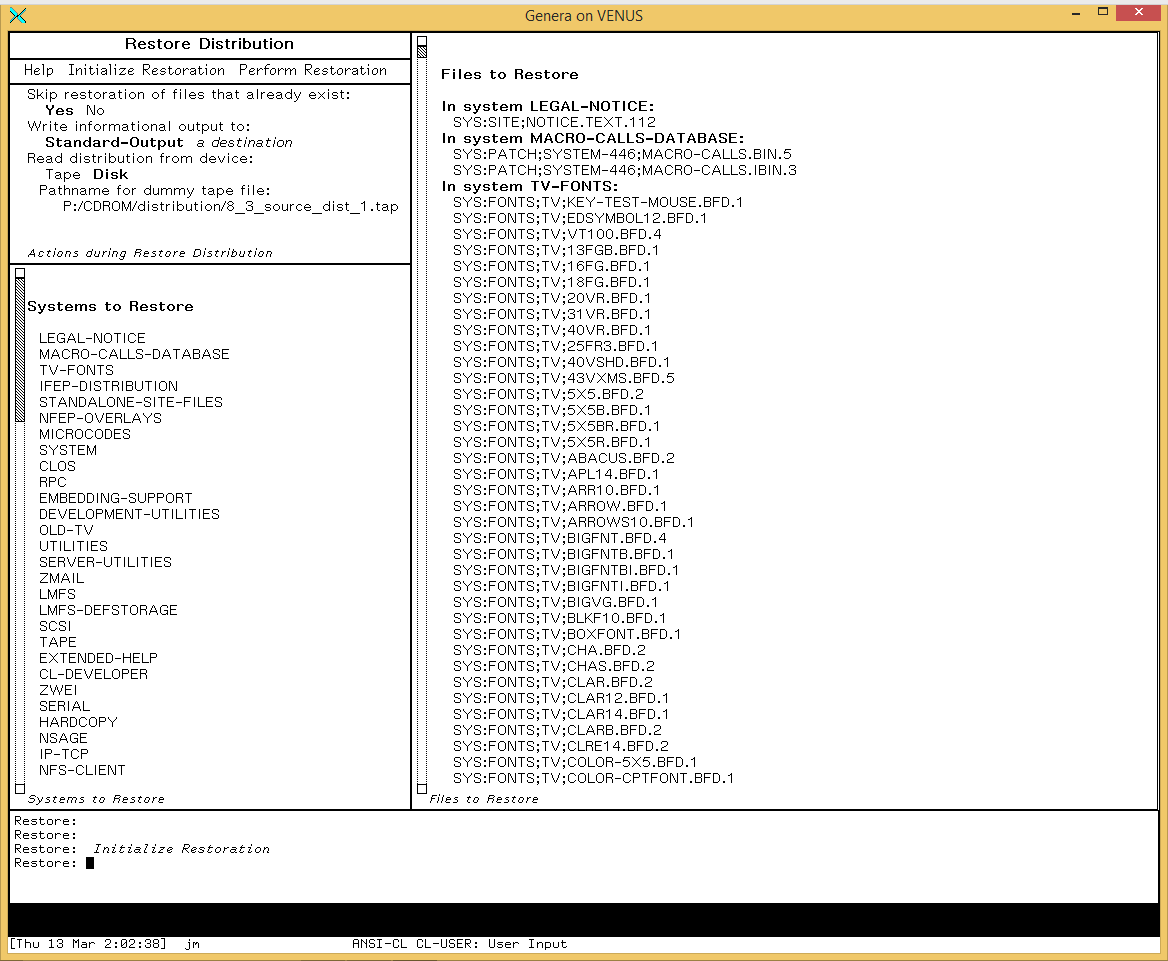 Genera on VENUS
Restore Distribution
Help Initialize Restoration Perform Restoration
Skip restoration of files that already exist:
Yes No
Write informational output to:
Standard-Output a destination
Read distribution from device:
Tape Disk
Pathname for dummy tape file:
P:/CDROM/distribution/8_3_source_dist_1.tap
Actions during Restore Distribution
Systems to Restore
LEGAL-NOTICE
MACRO-CALLS-DATABASE
TV-FONTS
IFEP-DISTRIBUTION
STANDALONE-SITE-FILES
NFEP-OVERLAYS
MICROCODES
SYSTEM
CLOS
RPC
EMBEDDING-SUPPORT
DEVELOPMENT-UTILITIES
OLD-TV
UTILITIES
SERVER-UTILITIES
ZMAIL
LMFS
LMFS-DEFSTORAGE
SCSI
TAPE
EXTENDED-HELP
CL-DEVELOPER
ZWEI
SERIAL
HARDCOPY
NSAGE
IP-TCP
NFS-CLIENT
Systems to Restore
Files to Restore
In system LEGAL-NOTICE:
SYS:SITE;NOTICE.TEXT.112
In system MACRO-CALLS-DATABASE:
SYS:PATCH;SYSTEM-446;MACRO-CALLS.BIN.5
SYS:PATCH;SYSTEM-446;MACRO-CALLS.IBIN.3
In system TV-FONTS:
SYS:FONTS;TV;KEY-TEST-MOUSE.BFD.1
SYS:FONTS;TV;EDSYMBOL12.BFD.1
SYS:FONTS;TV;VT100.BFD.4
SYS:FONTS;TV;13FGB.BFD.1
SYS:FONTS;TV;16FG.BFD.1
SYS:FONTS;TV;18FG.BFD.1
SYS:FONTS;TV;20VR.BFD.1
SYS:FONTS;TV;31VR.BFD.1
SYS:FONTS;TV;40VR.BFD.1
SYS:FONTS;TV;25FR3.BFD.1
SYS:FONTS;TV;40VSHD.BFD.1
SYS:FONTS;TV;43VXMS.BFD.5
SYS:FONTS;TV;5X5.BFD.2
SYS:FONTS;TV;5X5B.BFD.1
SYS:FONTS;TV;5X5BR.BFD.1
SYS:FONTS;TV;5X5R.BFD.1
SYS:FONTS;TV;ABACUS.BFD.2
SYS:FONTS;TV;APL14.BFD.1
SYS:FONTS;TV;ARR10.BFD.1
SYS:FONTS;TV;ARROW.BFD.1
SYS:FONTS;TV;ARROWS10.BFD.1
SYS:FONTS;TV;BIGFNT.BFD.4
SYS:FONTS;TV;BIGFNTB.BFD.1
SYS:FONTS;TV;BIGFNTBI.BFD.1
SYS:FONTS;TV;BIGFNTI.BFD.1
SYS:FONTS;TV;BIGVG.BFD.1
SYS:FONTS;TV;BLKF10.BFD.1
SYS:FONTS;TV;BOXFONT.BFD.1
SYS:FONTS;TV;CHA.BFD.2
SYS:FONTS;TV;CHAS.BFD.2
SYS:FONTS;TV;CLAR.BFD.2
SYS:FONTS;TV;CLAR12.BFD.1
SYS:FONTS;TV;CLAR14.BFD.1
SYS:FONTS;TV;CLARB.BFD.2
SYS:FONTS;TV;CLRE14.BFD.2
SYS:FONTS;TV;COLOR-5X5.BFD.1
SYS:FONTS;TV;COLOR-CPTFONT.BFD.1
Files to Restore
Restore:
Restore:
Restore: Initialize Restoration
Restore:
[Thu 13 Mar 2:02:38] jm ANSI-CL CL-USER: User Input